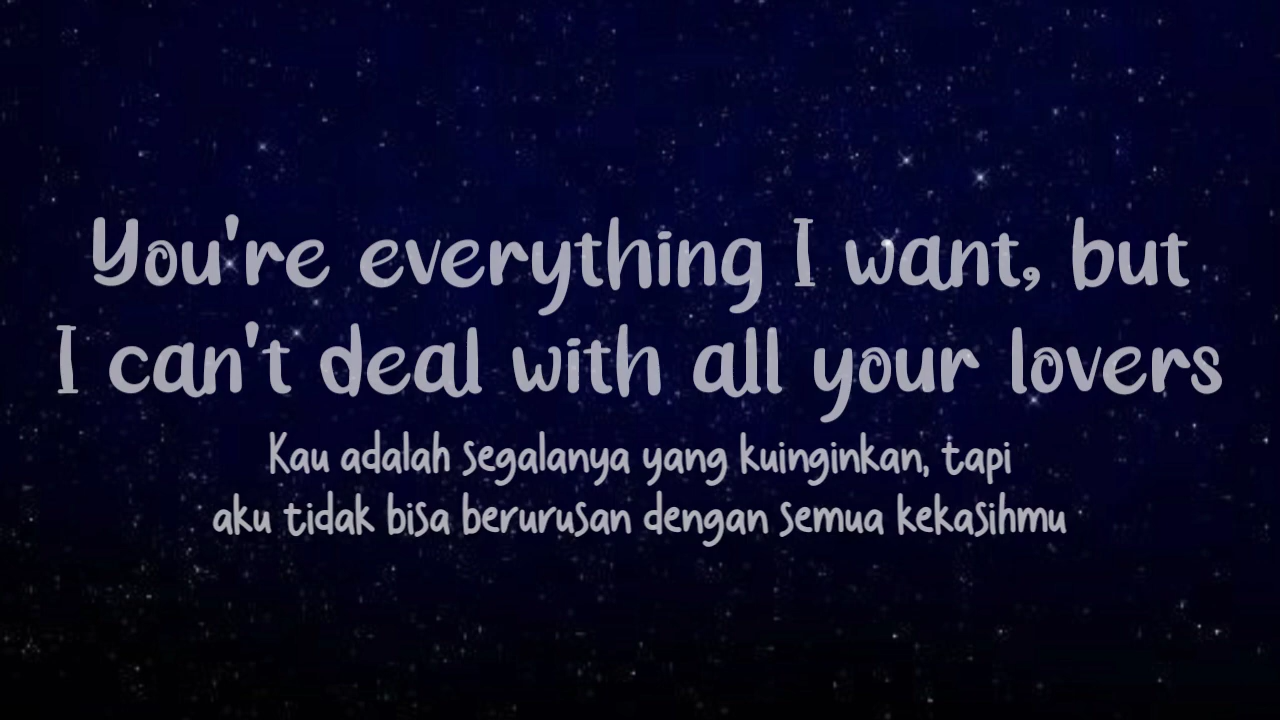 You're everything I want, but
I can't deal with all your lovers
Kau adalah segalanya yang kuinginkan, tapi
aku tidak bisa berurusan dengan semua kekasihmu